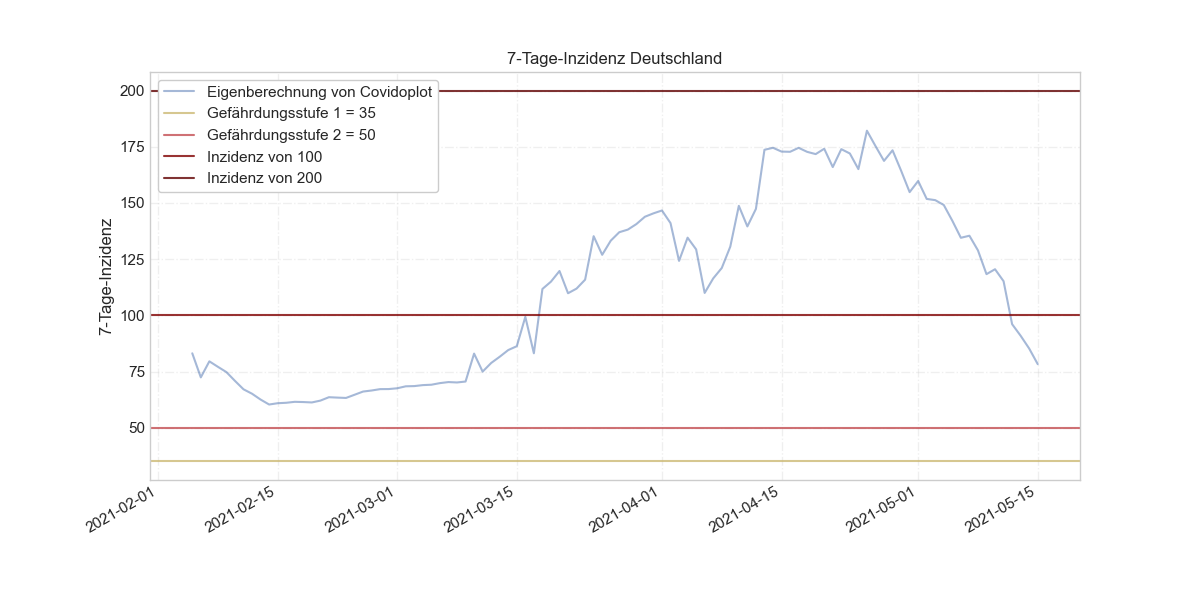 7-Tage-Inzidenz Deutschland
Eigenberechnung von Covidoplot
Gefährdungsstufe 1 = 35
Gefährdungsstufe 2 = 50
Inzidenz von 100
Inzidenz von 200
7-Tage-Inzidenz
200
175
150
125
100
75
50
2021-02-01
2021-02-15
2021-03-01
2021-03-15
2021-04-01
2021-04-15
2021-05-01
2021-05-15